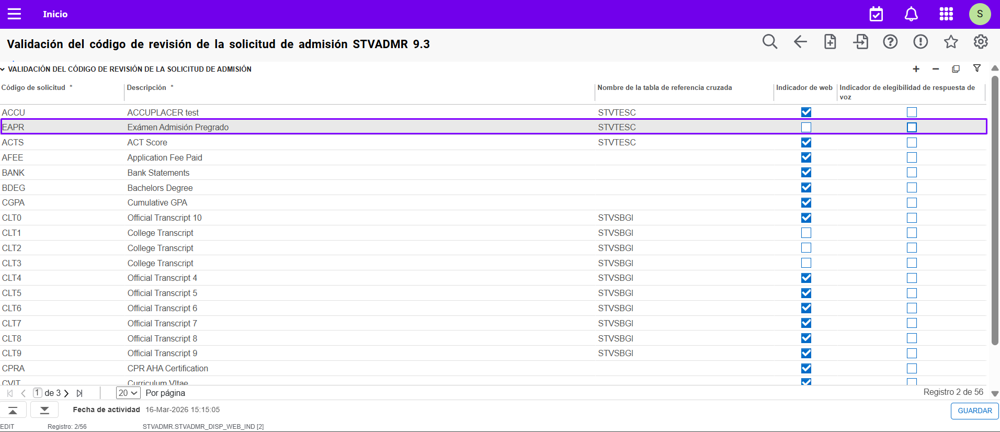 Inicio
S
Validación del código de revisión de la solicitud de admisión STVADMR 9.3
VALIDACIÓN DEL CÓDIGO DE REVISIÓN DE LA SOLICITUD DE ADMISIÓN
Código de solicitud * Descripción * Nombre de la tabla de referencia cruzada Indicador de web Indicador de elegibilidad de respuesta de
voz
ACCU ACCUPLACER test STVTESC
EAPR Exámen Admisión Pregrado STVTESC
ACTS ACT Score STVTESC
AFEE Application Fee Paid
BANK Bank Statements
BDEG Bachelors Degree
CGPA Cumulative GPA
CLT0 Official Transcript 10 STVSBGI
CLT1 College Transcript STVSBGI
CLT2 College Transcript STVSBGI
CLT3 College Transcript STVSBGI
CLT4 Official Transcript 4 STVSBGI
CLT5 Official Transcript 5 STVSBGI
CLT6 Official Transcript 6 STVSBGI
CLT7 Official Transcript 7 STVSBGI
CLT8 Official Transcript 8 STVSBGI
CLT9 Official Transcript 9 STVSBGI
CPRA CPR AHA Certification
CVIT Curriculum VItae
1 de 3 20 Por página Registro 2 de 56
Fecha de actividad 16-Mar-2026 15:15:05 GUARDAR
EDIT Registro: 2/56 STVADMR.STVADMR_DISP_WEB_IND [2]